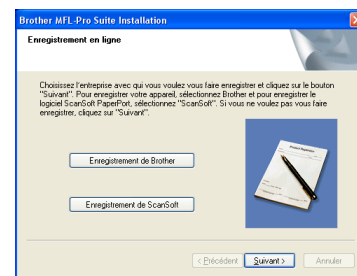 Brother MFL-Pro Suite Installation
Enregistrement en ligne
Choisissez l'entreprise avec qui vous voulez vous faire enregistrer et cliquez sur le bouton
"Suivant". Pour enregistrer votre appareil, sélectionnez Brother et pour enregistrer le
logiciel ScanSoft PaperPort, sélectionnez "ScanSoft". Si vous ne voulez pas vous faire
enregistrer, cliquez sur "Suivant".
Enregistrement de Brother
Enregistrement de ScanSoft
< Précédent Suivant > Annuler